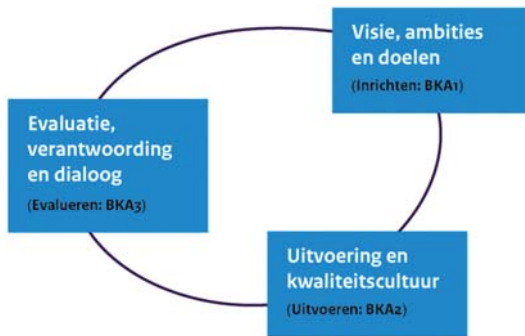 Visie, ambities
en doelen
(Inrichten: BKA1)
Evaluatie,
verantwoording
en dialoog
(Evalueren: BKA3)
Uitvoering en
kwaliteitscultuur
(Uitvoeren: BKA2)